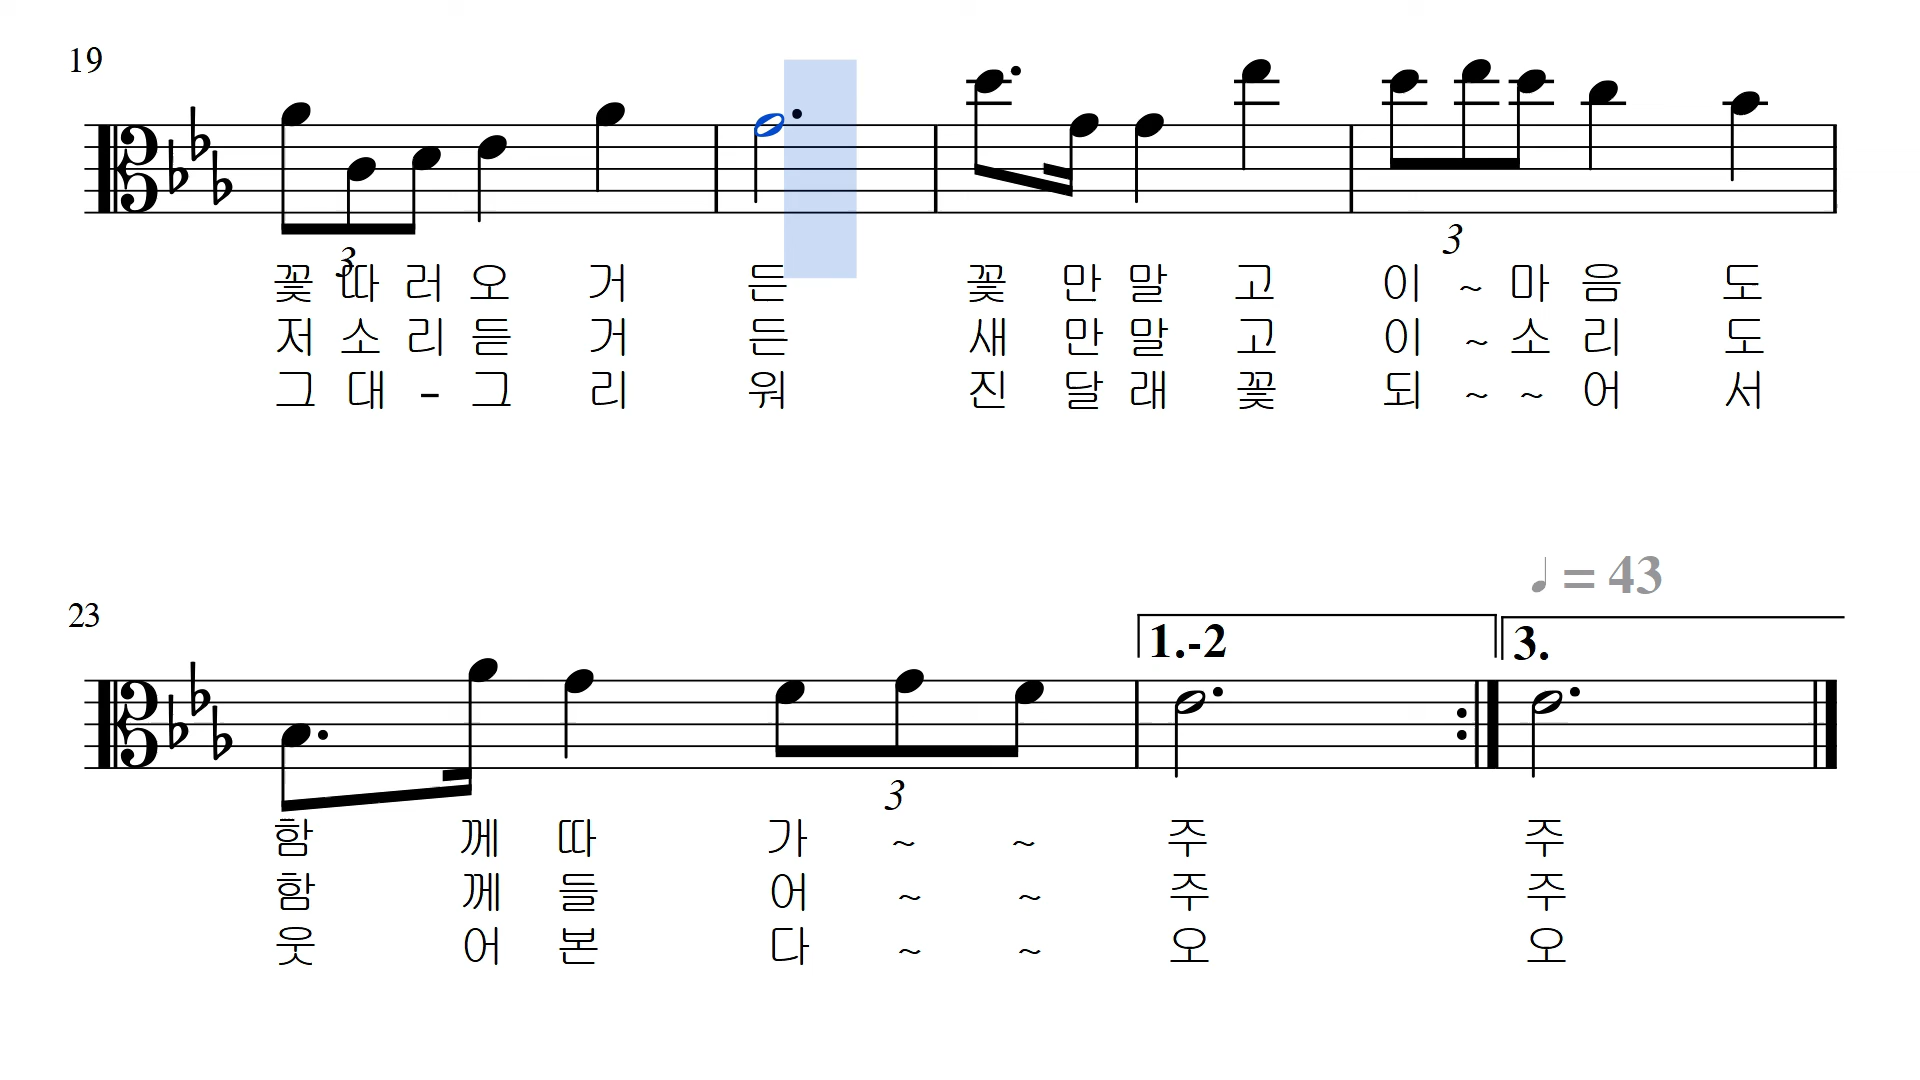 19
3
3
꽃 따 러 오 거 든 꽃 만 말 고 이 ~ 마 음 도
저 소 리 듣 거 든 새 만 말 고 이 ~ 소 리 도
그 대 - 그 리 워 진 달 래 꽃 되 ~ ~ 어 서
♩ = 43
23
1.-2
3.
3
함 께 따 가 ~ ~ 주 주
함 께 들 어 ~ ~ 주 주
웃 어 본 다 ~ ~ 오 오